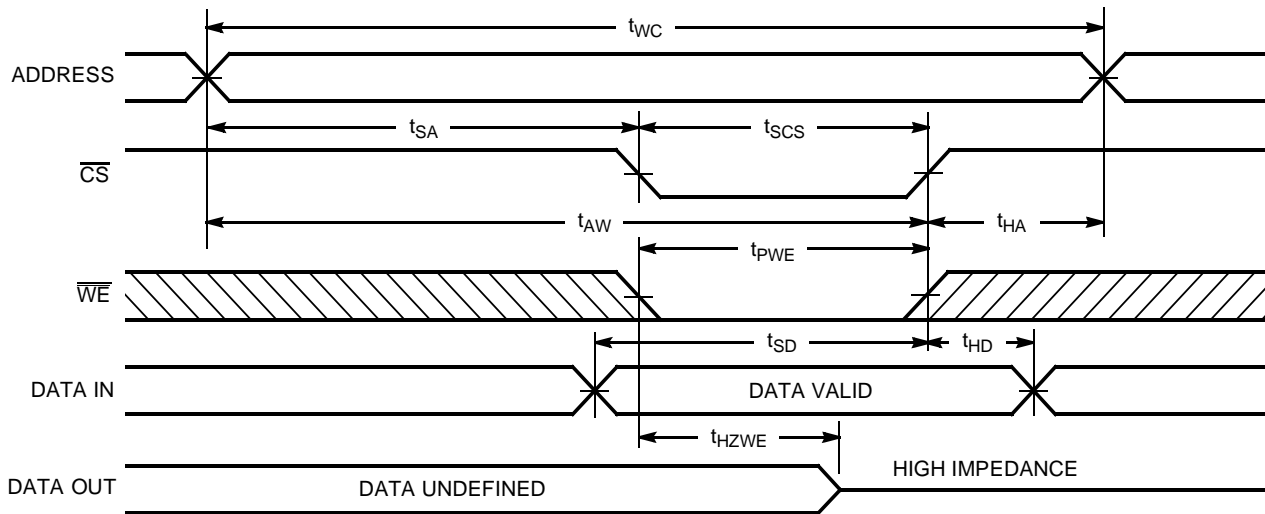 tWC
ADDRESS
tSA
tSCS
CS
tAW
tHA
tPWE
WE
tSD
tHD
DATA IN
DATA VALID
tHZWE
DATA OUT
DATA UNDEFINED
HIGH IMPEDANCE